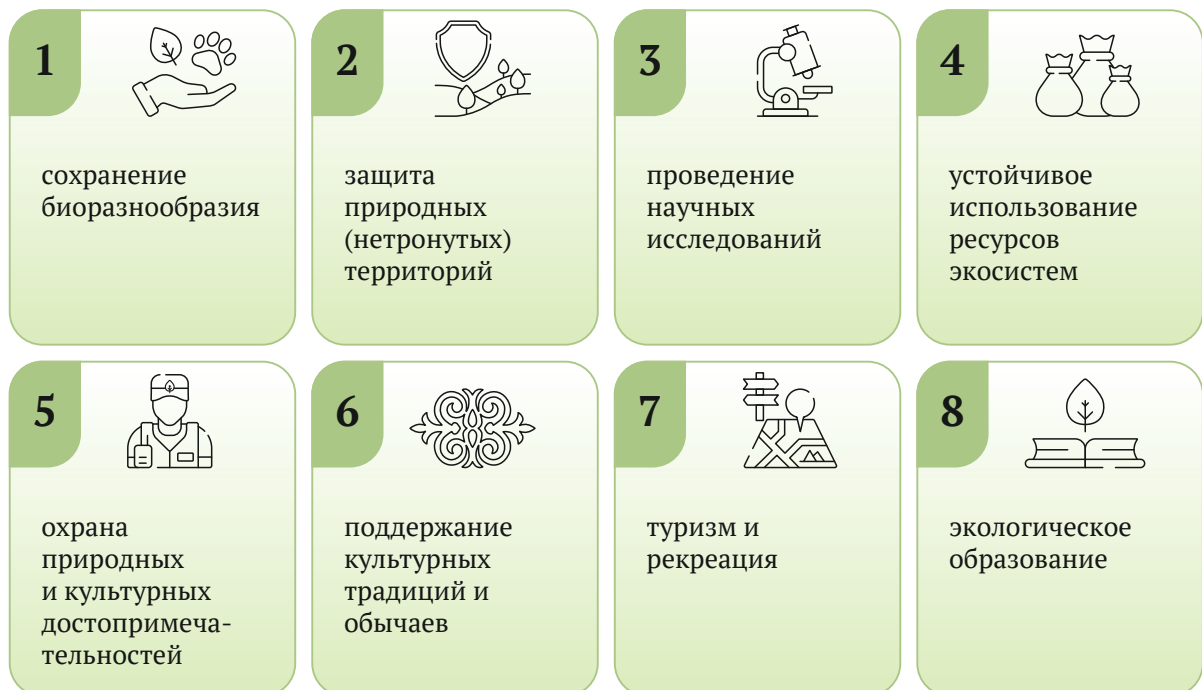 1
сохранение
биоразнообразия
2
защита
природных
(нетронутых)
территорий
3
проведение
научных
исследований
4
устойчивое
использование
ресурсов
экосистем
5
охрана
природных
и культурных
достопримеча-
тельностей
6
поддержание
культурных
традиций и
обычаев
7
туризм и
рекреация
8
экологическое
образование